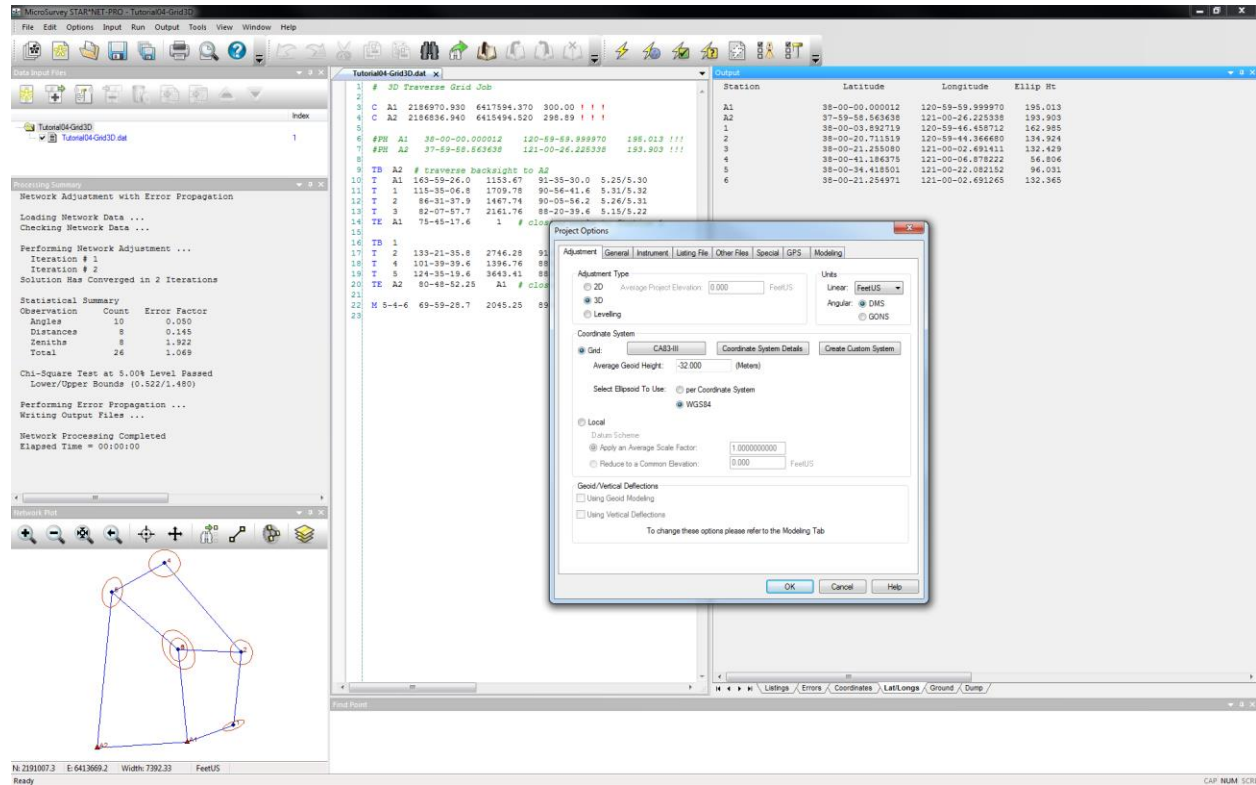 MicroSurvey STAR*NET-PRO - Tutorial04-Grid3D
File Edit Options Input Run Output Tools View Window Help
Data Input Files
Index
Tutorial04-Grid3D
Tutorial04-Grid3D.dat 1
Processing Summary
Network Adjustment with Error Propagation
Loading Network Data ...
Checking Network Data ...
Performing Network Adjustment ...
Iteration # 1
Iteration # 2
Solution Has Converged in 2 Iterations
Statistical Summary
Observation Count Error Factor
Angles 10 0.050
Distances 8 0.145
Zeniths 8 1.922
Total 26 1.069
Chi-Square Test at 5.00% Level Passed
Lower/Upper Bounds (0.522/1.480)
Performing Error Propagation ...
Writing Output Files ...
Network Processing Completed
Elapsed Time = 00:00:00
Network Plot
4
5
6
2
1
A1
A2
N: 2191007.3 E: 6413669.2 Width: 7392.33 FeetUS
Ready
Tutorial04-Grid3D.dat x
1 # 3D Traverse Grid Job
2
3 C A1 2186970.930 6417594.370 300.00 ! ! !
4 C A2 2186836.940 6415494.520 298.89 ! ! !
5
6 #PH A1 38-00-00.000012 120-59-59.999970 195.013 !!!
7 #PH A2 37-59-58.563638 121-00-26.225338 193.903 !!!
8
9 TB A2 # traverse backsight to A2
10 T A1 163-59-26.0 1153.67 91-35-30.0 5.25/5.30
11 T 1 115-35-06.8 1709.78 90-56-41.6 5.31/5.32
12 T 2 86-31-37.9 1467.74 90-05-56.2 5.26/5.31
13 T 3 82-07-57.7 2161.76 88-20-39.6 5.15/5.22
14 TE A1 75-45-17.6 1 # clos
15
16 TB 1
17 T 2 133-21-35.8 2746.28 91
18 T 4 101-39-39.6 1396.76 88
19 T 5 124-35-19.6 3643.41 88
20 TE A2 80-48-52.25 A1 # clos
21
22 M 5-4-6 69-59-28.7 2045.25 89
23
Output
Station Latitude Longitude Ellip Ht
A1 38-00-00.000012 120-59-59.999970 195.013
A2 37-59-58.563638 121-00-26.225338 193.903
1 38-00-03.892719 120-59-46.458712 162.985
2 38-00-20.711519 120-59-44.366680 134.924
3 38-00-21.255080 121-00-02.691411 132.429
4 38-00-41.186375 121-00-06.878222 56.806
5 38-00-34.418501 121-00-22.082152 96.031
6 38-00-21.254971 121-00-02.691265 132.365
Listings Errors Coordinates Lat/Longs Ground Dump
Find Point
CAP NUM SCRL
Project Options
Adjustment General Instrument Listing File Other Files Special GPS Modeling
Adjustment Type
2D Average Project Elevation: 0.000 FeetUS
3D
Levelling
Units
Linear: FeetUS
Angular: DMS
GONS
Coordinate System
Grid: CA83-III Coordinate System Details Create Custom System
Average Geoid Height: -32.000 (Meters)
Select Ellipsoid To Use: per Coordinate System
WGS84
Local
Datum Scheme
Apply an Average Scale Factor: 1.0000000000
Reduce to a Common Elevation: 0.000 FeetUS
Geoid/Vertical Deflections
Using Geoid Modeling
Using Vertical Deflections
To change these options please refer to the Modeling Tab
OK Cancel Help